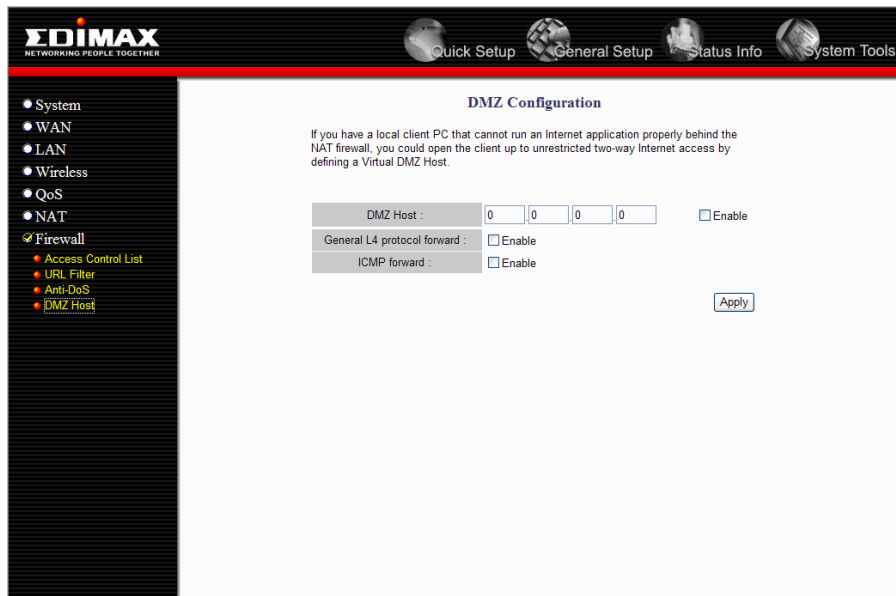 EDIMAX
NETWORKING PEOPLE TOGETHER
Quick Setup
General Setup
Status Info
System Tools
System
WAN
LAN
Wireless
QoS
NAT
Firewall
Access Control List
URL Filter
Anti-DoS
DMZ Host
DMZ Configuration
If you have a local client PC that cannot run an Internet application properly behind the
NAT firewall, you could open the client up to unrestricted two-way Internet access by
defining a Virtual DMZ Host.
DMZ Host : 0 . 0 . 0 . 0 Enable
General L4 protocol forward : Enable
ICMP forward : Enable
Apply